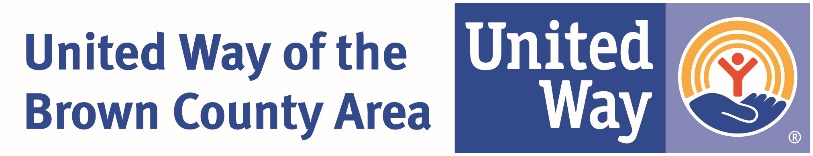 United Way of the
Brown County Area
United
Way
®